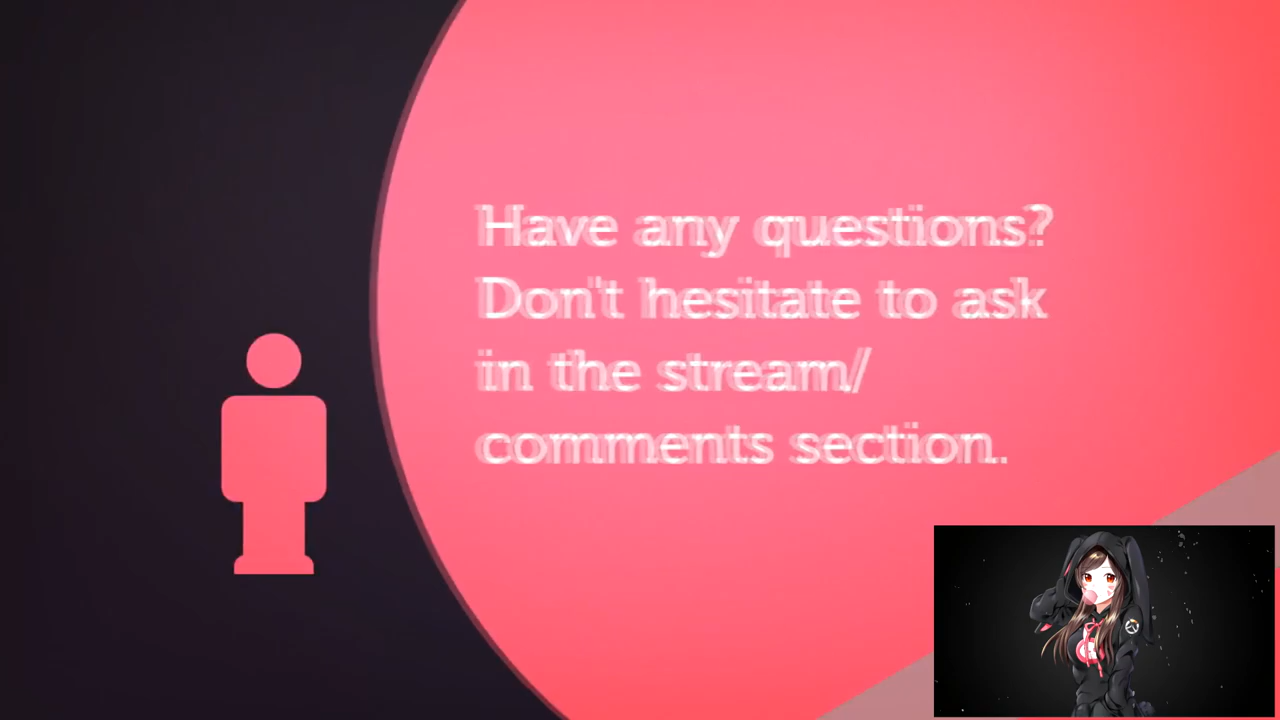 Have any questions?
Don't hesitate to ask
in the stream/
comments section.